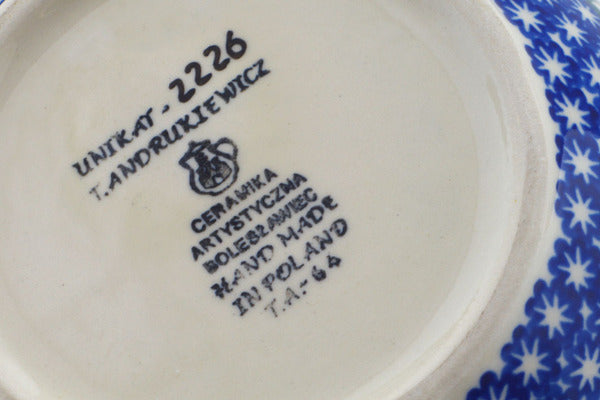 UNIKAT-2226
T.ANDRUKIEWICZ
CERAMIKA
ARTYSTYCZNA
BOLESŁAWIEC
HAND MADE
IN POLAND
T.A.-64